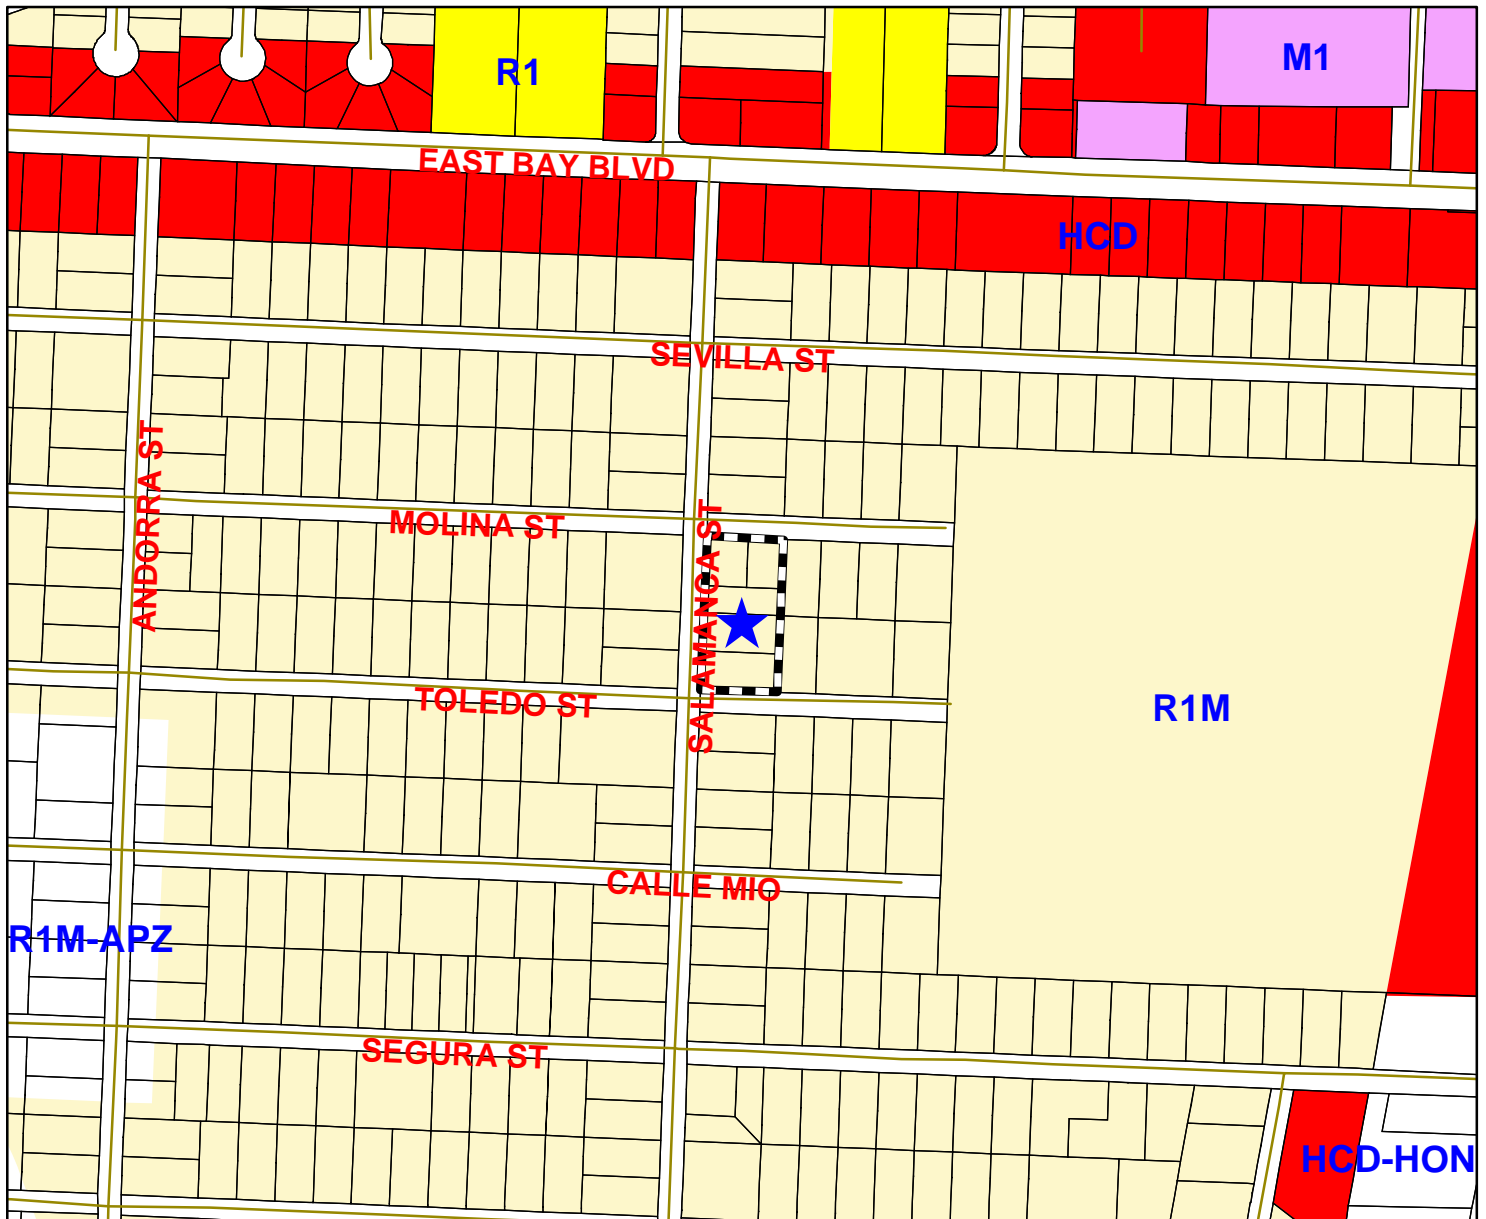 R1
M1
EAST BAY BLVD
HCD
SEVILLA ST
ANDORRA ST
MOLINA ST
SALAMANCA ST
TOLEDO ST
R1M
CALLE MIO
R1M-APZ
SEGURA ST
HCD-HON